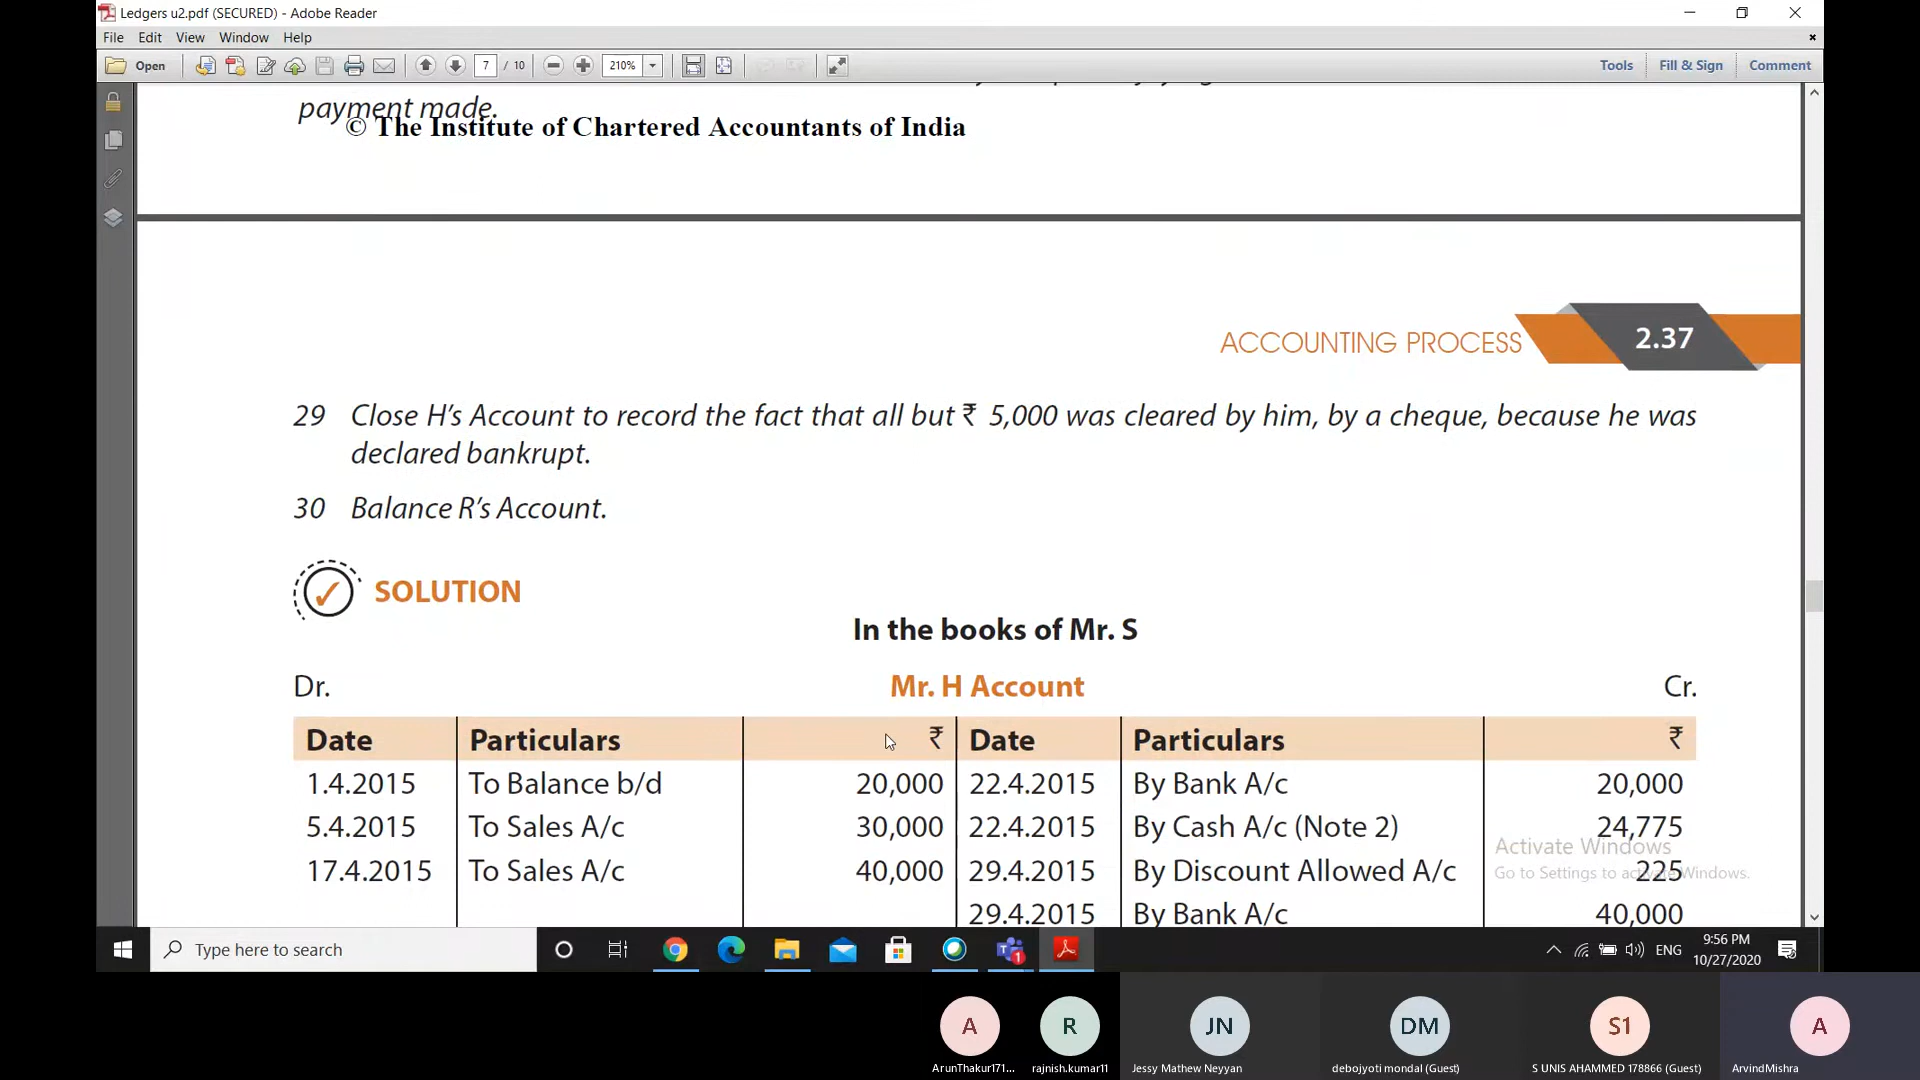 Ledgers u2.pdf (SECURED) - Adobe Reader
File Edit View Window Help
Open 7 / 10 210% Tools Fill & Sign Comment
payment made.
© The Institute of Chartered Accountants of India
ACCOUNTING PROCESS 2.37
29 Close H's Account to record the fact that all but ₹ 5,000 was cleared by him, by a cheque, because he was
declared bankrupt.
30 Balance R's Account.
SOLUTION
In the books of Mr. S
Dr. Mr. H Account Cr.
Date Particulars ₹ Date Particulars ₹
1.4.2015 To Balance b/d 20,000 22.4.2015 By Bank A/c 20,000
5.4.2015 To Sales A/c 30,000 22.4.2015 By Cash A/c (Note 2) 24,775
17.4.2015 To Sales A/c 40,000 29.4.2015 By Discount Allowed A/c 225
29.4.2015 By Bank A/c 40,000
Activate Windows
Go to Settings to activate Windows.
Type here to search
1
ENG
9:56 PM
10/27/2020
A R JN DM S1 A
ArunThakur171... rajnish.kumar11 Jessy Mathew Neyyan debojyoti mondal (Guest) S UNIS AHAMMED 178866 (Guest) ArvindMishra